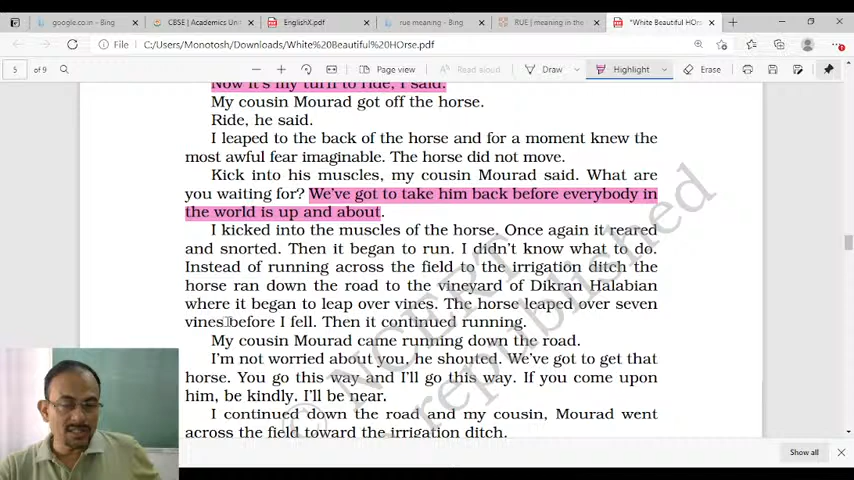 google.co.in - Bing
CBSE | Academics Uni
EnglishX.pdf
rue meaning - Bing
RUE | meaning in the
*White Beautiful HOrs
File
C:/Users/Monotosh/Downloads/White%20Beautiful%20HOrse.pdf
5 of 9
Page view
Read aloud
Draw
Highlight
Erase
Now it's my turn to ride, I said.
My cousin Mourad got off the horse.
Ride, he said.
I leaped to the back of the horse and for a moment knew the
most awful fear imaginable. The horse did not move.
Kick into his muscles, my cousin Mourad said. What are
you waiting for? We've got to take him back before everybody in
the world is up and about.
I kicked into the muscles of the horse. Once again it reared
and snorted. Then it began to run. I didn't know what to do.
Instead of running across the field to the irrigation ditch the
horse ran down the road to the vineyard of Dikran Halabian
where it began to leap over vines. The horse leaped over seven
vines before I fell. Then it continued running.
My cousin Mourad came running down the road.
I'm not worried about you, he shouted. We've got to get that
horse. You go this way and I'll go this way. If you come upon
him, be kindly. I'll be near.
I continued down the road and my cousin, Mourad went
across the field toward the irrigation ditch.
© NCERT
republished
Show all